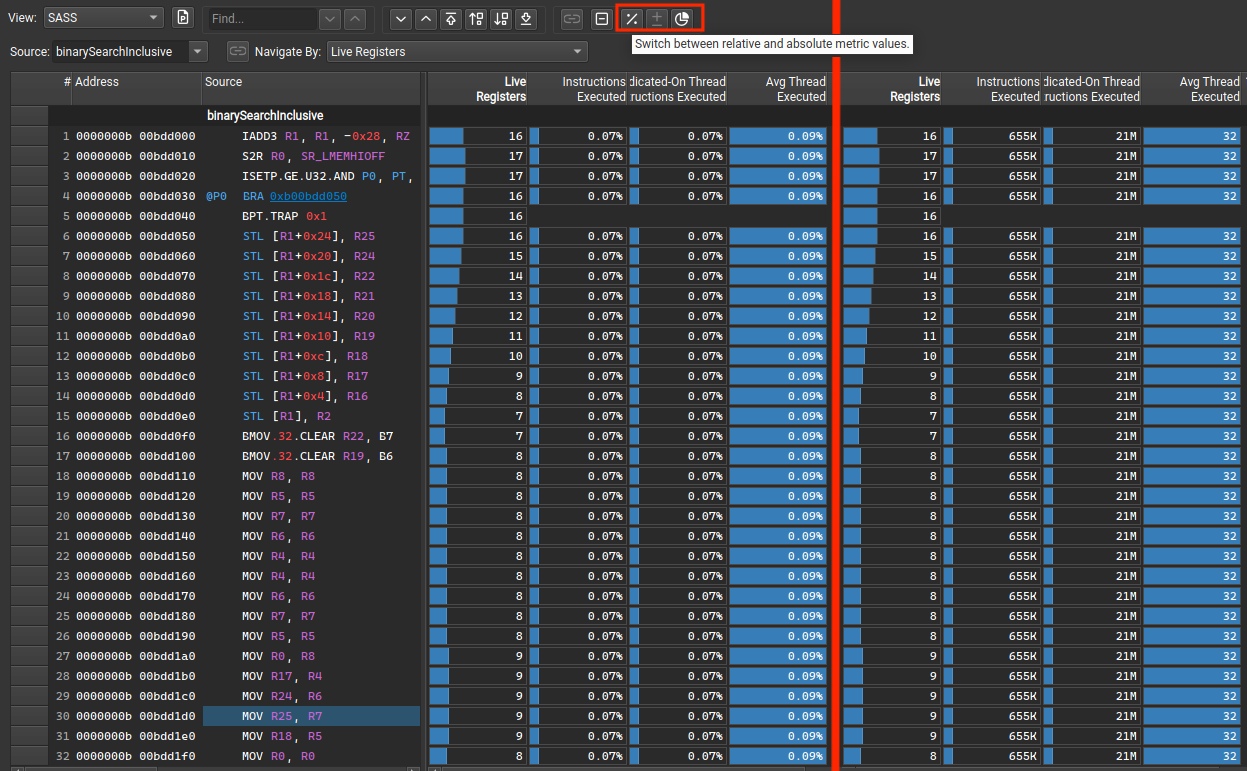 View: SASS Find...
Switch between relative and absolute metric values.
Source: binarySearchInclusive Navigate By: Live Registers
# Address Source Live Registers Instructions Executed dicated-On Thread ructions Executed Avg Thread Executed Live Registers Instructions Executed dicated-On Thread ructions Executed Avg Thread Executed
binarySearchInclusive
1 0000000b 00bdd000 IADD3 R1, R1, -0x28, RZ 16 0.07% 0.07% 0.09% 16 655K 21M 32
2 0000000b 00bdd010 S2R R0, SR_LMEMHIOFF 17 0.07% 0.07% 0.09% 17 655K 21M 32
3 0000000b 00bdd020 ISETP.GE.U32.AND P0, PT, 17 0.07% 0.07% 0.09% 17 655K 21M 32
4 0000000b 00bdd030 @P0 BRA 0xb00bdd050 16 0.07% 0.07% 0.09% 16 655K 21M 32
5 0000000b 00bdd040 BPT.TRAP 0x1 16 16
6 0000000b 00bdd050 STL [R1+0x24], R25 16 0.07% 0.07% 0.09% 16 655K 21M 32
7 0000000b 00bdd060 STL [R1+0x20], R24 15 0.07% 0.07% 0.09% 15 655K 21M 32
8 0000000b 00bdd070 STL [R1+0x1c], R22 14 0.07% 0.07% 0.09% 14 655K 21M 32
9 0000000b 00bdd080 STL [R1+0x18], R21 13 0.07% 0.07% 0.09% 13 655K 21M 32
10 0000000b 00bdd090 STL [R1+0x14], R20 12 0.07% 0.07% 0.09% 12 655K 21M 32
11 0000000b 00bdd0a0 STL [R1+0x10], R19 11 0.07% 0.07% 0.09% 11 655K 21M 32
12 0000000b 00bdd0b0 STL [R1+0xc], R18 10 0.07% 0.07% 0.09% 10 655K 21M 32
13 0000000b 00bdd0c0 STL [R1+0x8], R17 9 0.07% 0.07% 0.09% 9 655K 21M 32
14 0000000b 00bdd0d0 STL [R1+0x4], R16 8 0.07% 0.07% 0.09% 8 655K 21M 32
15 0000000b 00bdd0e0 STL [R1], R2 7 0.07% 0.07% 0.09% 7 655K 21M 32
16 0000000b 00bdd0f0 BMOV.32.CLEAR R22, B7 7 0.07% 0.07% 0.09% 7 655K 21M 32
17 0000000b 00bdd100 BMOV.32.CLEAR R19, B6 8 0.07% 0.07% 0.09% 8 655K 21M 32
18 0000000b 00bdd110 MOV R8, R8 8 0.07% 0.07% 0.09% 8 655K 21M 32
19 0000000b 00bdd120 MOV R5, R5 8 0.07% 0.07% 0.09% 8 655K 21M 32
20 0000000b 00bdd130 MOV R7, R7 8 0.07% 0.07% 0.09% 8 655K 21M 32
21 0000000b 00bdd140 MOV R6, R6 8 0.07% 0.07% 0.09% 8 655K 21M 32
22 0000000b 00bdd150 MOV R4, R4 8 0.07% 0.07% 0.09% 8 655K 21M 32
23 0000000b 00bdd160 MOV R4, R4 8 0.07% 0.07% 0.09% 8 655K 21M 32
24 0000000b 00bdd170 MOV R6, R6 8 0.07% 0.07% 0.09% 8 655K 21M 32
25 0000000b 00bdd180 MOV R7, R7 8 0.07% 0.07% 0.09% 8 655K 21M 32
26 0000000b 00bdd190 MOV R5, R5 8 0.07% 0.07% 0.09% 8 655K 21M 32
27 0000000b 00bdd1a0 MOV R0, R8 9 0.07% 0.07% 0.09% 9 655K 21M 32
28 0000000b 00bdd1b0 MOV R17, R4 9 0.07% 0.07% 0.09% 9 655K 21M 32
29 0000000b 00bdd1c0 MOV R24, R6 9 0.07% 0.07% 0.09% 9 655K 21M 32
30 0000000b 00bdd1d0 MOV R25, R7 9 0.07% 0.07% 0.09% 9 655K 21M 32
31 0000000b 00bdd1e0 MOV R18, R5 9 0.07% 0.07% 0.09% 9 655K 21M 32
32 0000000b 00bdd1f0 MOV R0, R0 8 0.07% 0.07% 0.09% 8 655K 21M 32